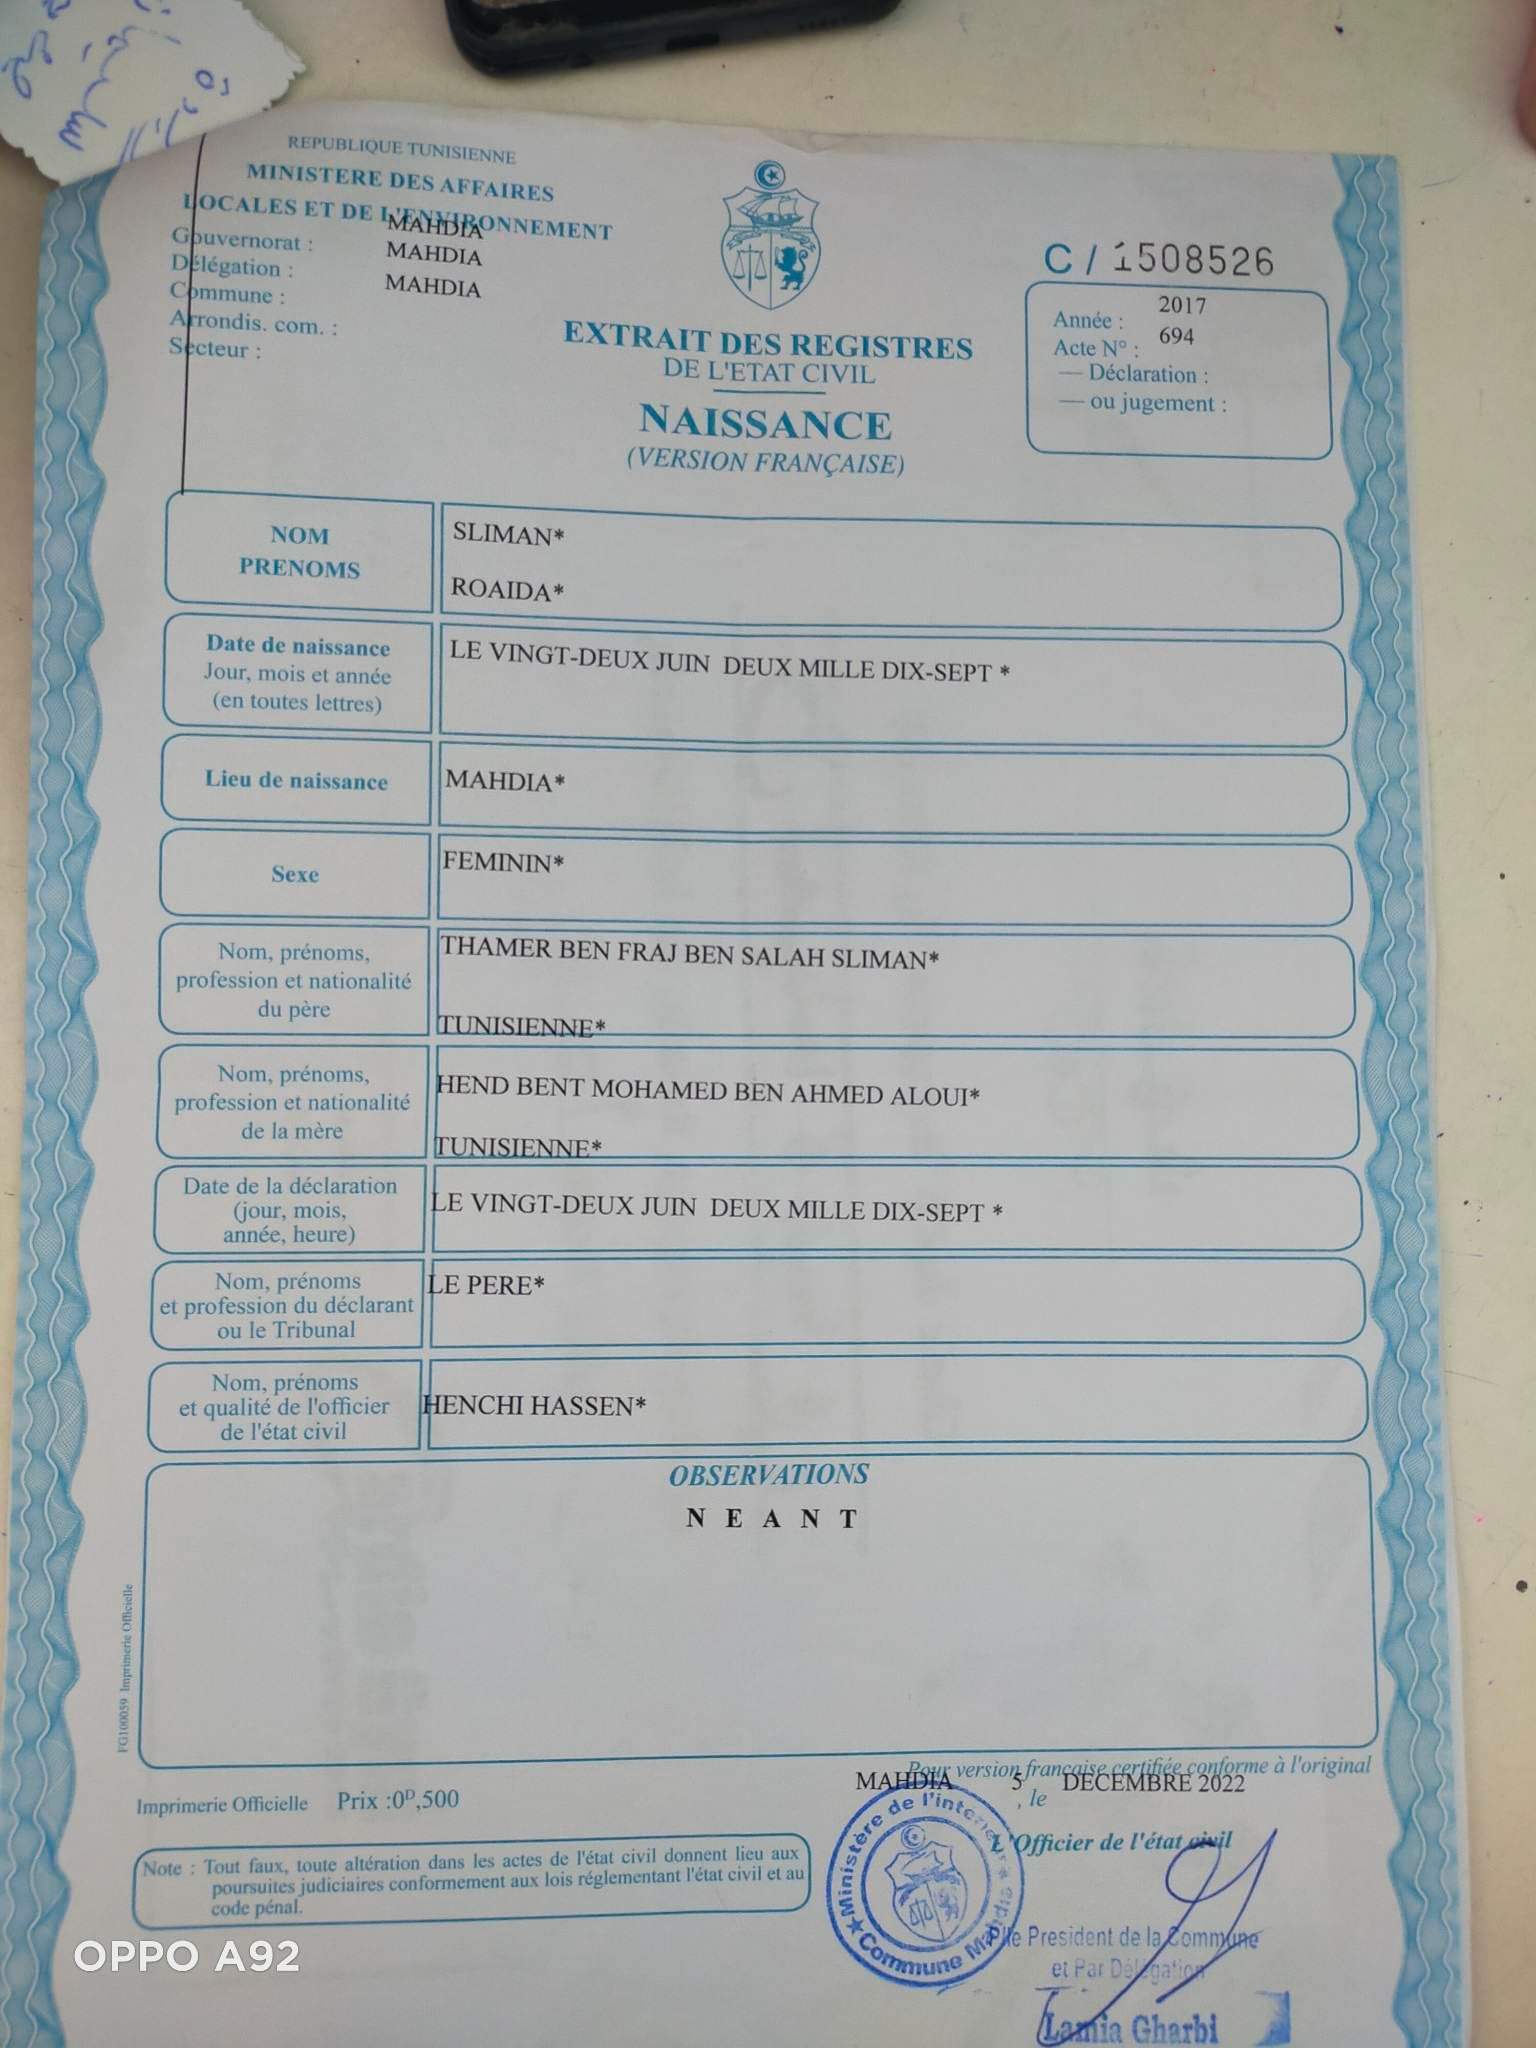 REPUBLIQUE TUNISIENNE
MINISTERE DES AFFAIRES
LOCALES ET DE L'ENVIRONNEMENT
Gouvernorat : MAHDIA
Délégation : MAHDIA
Commune : MAHDIA
Arrondis. com. :
Secteur :
C / 1508526
Année : 2017
Acte N° : 694
— Déclaration :
— ou jugement :
EXTRAIT DES REGISTRES
DE L'ETAT CIVIL
NAISSANCE
(VERSION FRANÇAISE)
NOM
PRENOMS
SLIMAN*
ROAIDA*
Date de naissance
Jour, mois et année
(en toutes lettres)
LE VINGT-DEUX JUIN DEUX MILLE DIX-SEPT *
Lieu de naissance
MAHDIA*
Sexe
FEMININ*
Nom, prénoms,
profession et nationalité
du père
THAMER BEN FRAJ BEN SALAH SLIMAN*
TUNISIENNE*
Nom, prénoms,
profession et nationalité
de la mère
HEND BENT MOHAMED BEN AHMED ALOUI*
TUNISIENNE*
Date de la déclaration
(jour, mois,
année, heure)
LE VINGT-DEUX JUIN DEUX MILLE DIX-SEPT *
Nom, prénoms
et profession du déclarant
ou le Tribunal
LE PERE*
Nom, prénoms
et qualité de l'officier
de l'état civil
HENCHI HASSEN*
OBSERVATIONS
N E A N T
FG100059 Imprimerie Officielle
Pour version française certifiée conforme à l'original
MAHDIA , le 5 DECEMBRE 2022
Imprimerie Officielle Prix :0D,500
L'Officier de l'état civil
Note : Tout faux, toute altération dans les actes de l'état civil donnent lieu aux
poursuites judiciaires conformement aux lois réglementant l'état civil et au
code pénal.
Ministère de l'interieur
Commune Mahdia
P/le President de la Commune
et Par Délégation
Lamia Gharbi
OPPO A92